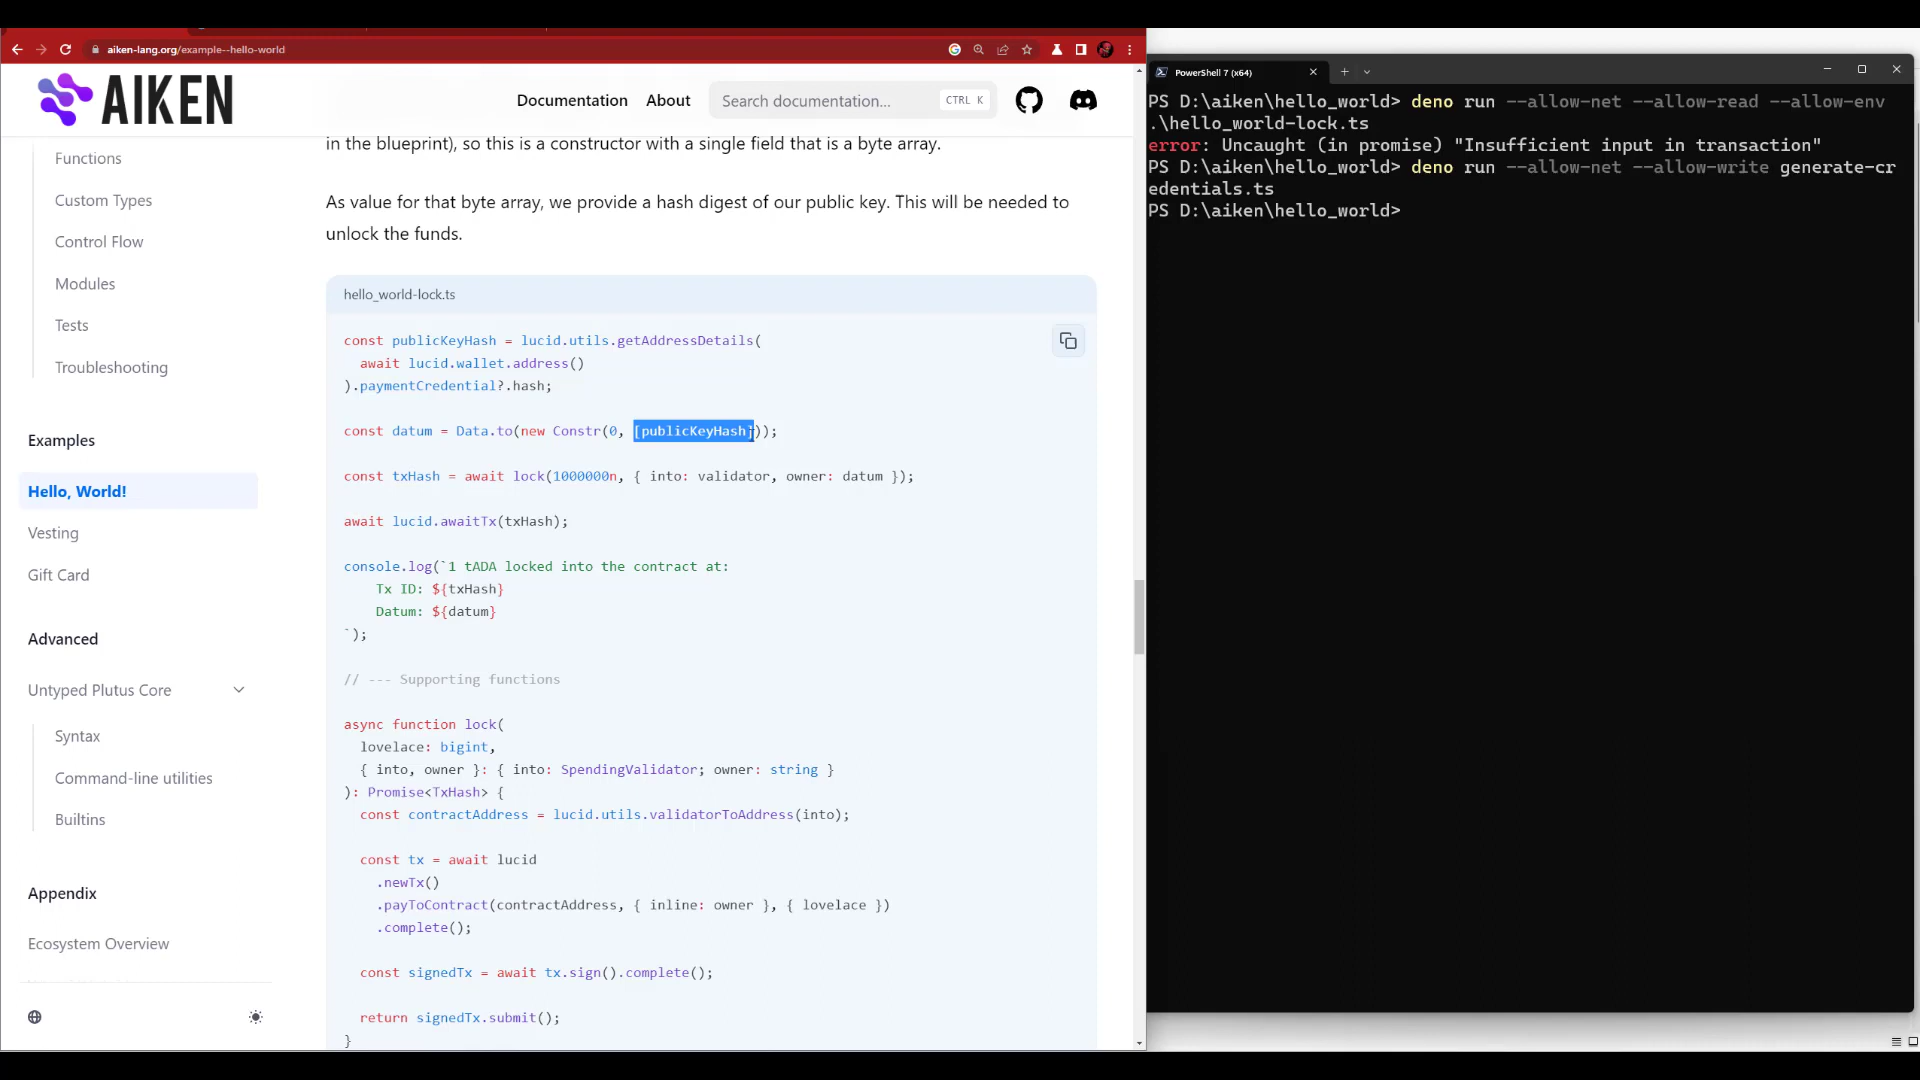 aiken-lang.org/example--hello-world
AIKEN
Documentation
About
Search documentation...
CTRL K
Functions
Custom Types
Control Flow
Modules
Tests
Troubleshooting
Examples
Hello, World!
Vesting
Gift Card
Advanced
Untyped Plutus Core
Syntax
Command-line utilities
Builtins
Appendix
Ecosystem Overview
in the blueprint), so this is a constructor with a single field that is a byte array.
As value for that byte array, we provide a hash digest of our public key. This will be needed to
unlock the funds.
hello_world-lock.ts
const publicKeyHash = lucid.utils.getAddressDetails(
  await lucid.wallet.address()
).paymentCredential?.hash;
const datum = Data.to(new Constr(0, [publicKeyHash]));
const txHash = await lock(1000000n, { into: validator, owner: datum });
await lucid.awaitTx(txHash);
console.log(`1 tADA locked into the contract at:
    Tx ID: ${txHash}
    Datum: ${datum}
`);
// --- Supporting functions
async function lock(
  lovelace: bigint,
  { into, owner }: { into: SpendingValidator; owner: string }
): Promise<TxHash> {
  const contractAddress = lucid.utils.validatorToAddress(into);
  const tx = await lucid
    .newTx()
    .payToContract(contractAddress, { inline: owner }, { lovelace })
    .complete();
  const signedTx = await tx.sign().complete();
  return signedTx.submit();
}
PowerShell 7 (x64)
PS D:\aiken\hello_world> deno run --allow-net --allow-read --allow-env
.\hello_world-lock.ts
error: Uncaught (in promise) "Insufficient input in transaction"
PS D:\aiken\hello_world> deno run --allow-net --allow-write generate-cr
edentials.ts
PS D:\aiken\hello_world>